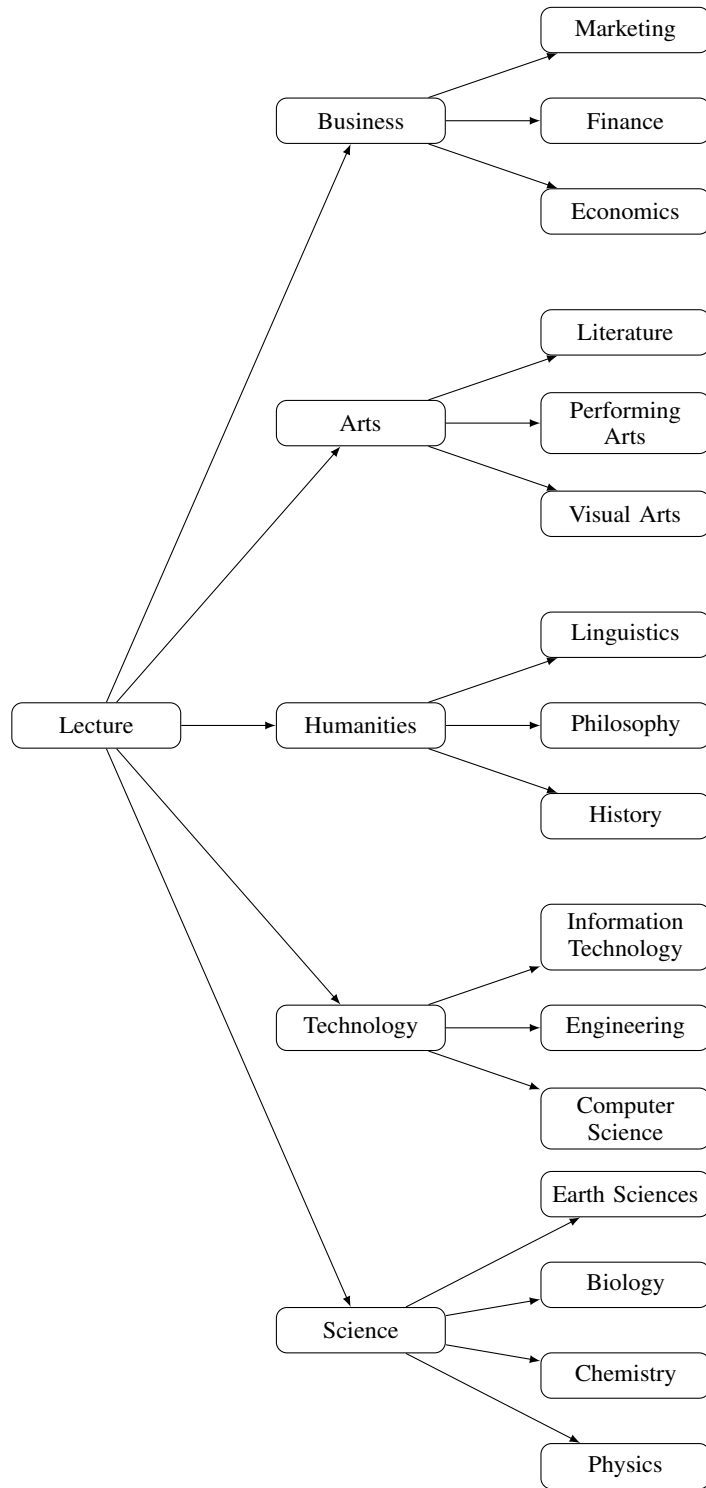 Marketing
Business
Finance
Economics
Literature
Arts
Performing
Arts
Visual Arts
Linguistics
Lecture
Humanities
Philosophy
History
Information
Technology
Technology
Engineering
Computer
Science
Earth Sciences
Biology
Science
Chemistry
Physics